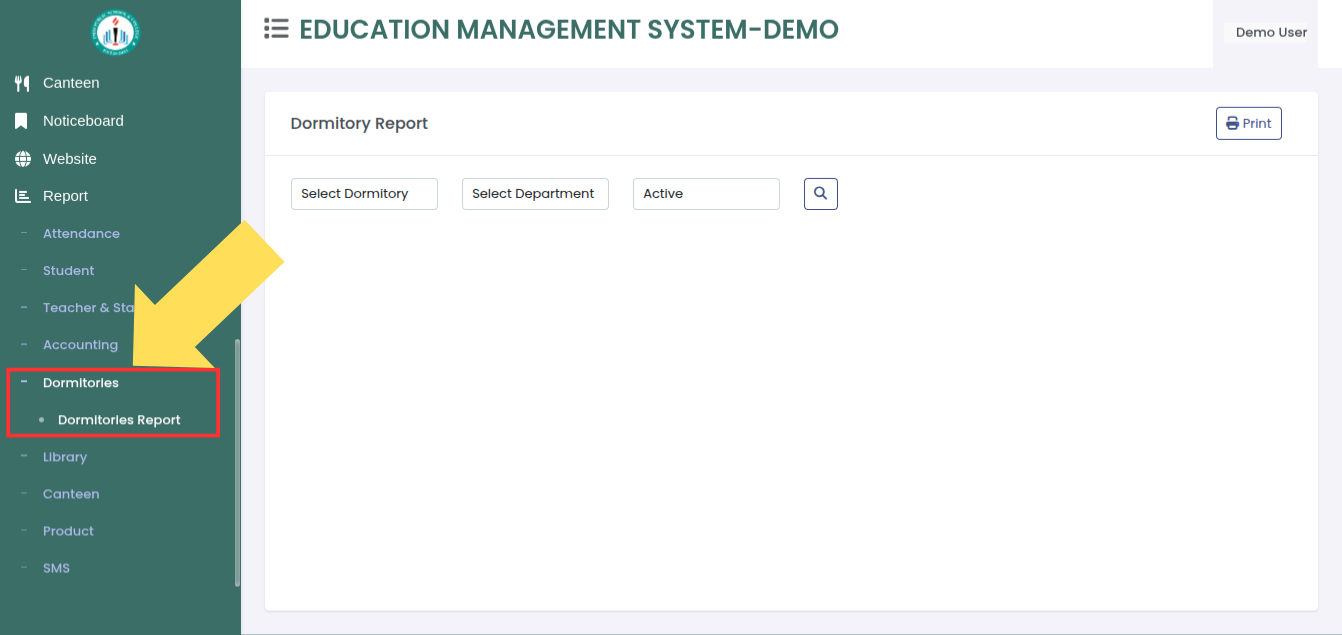 EDUCATION MANAGEMENT SYSTEM-DEMO
Demo User
Canteen
Noticeboard
Website
Report
Attendance
Student
Teacher &
Accounting
Dormitories
Dormitories Report
Library
Canteen
Product
SMS
Dormitory Report
Print
Select Dormitory
Select Department
Active